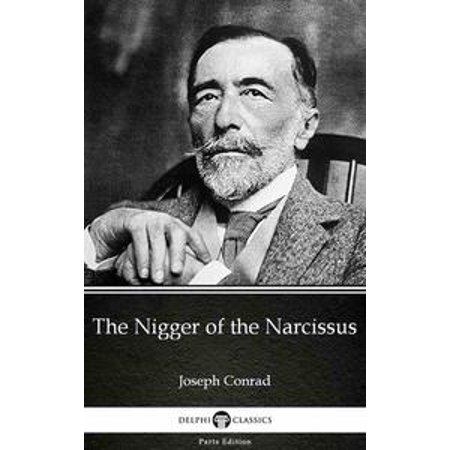 The Nigger of the Narcissus
Joseph Conrad
DELPHI CLASSICS
Parts Edition